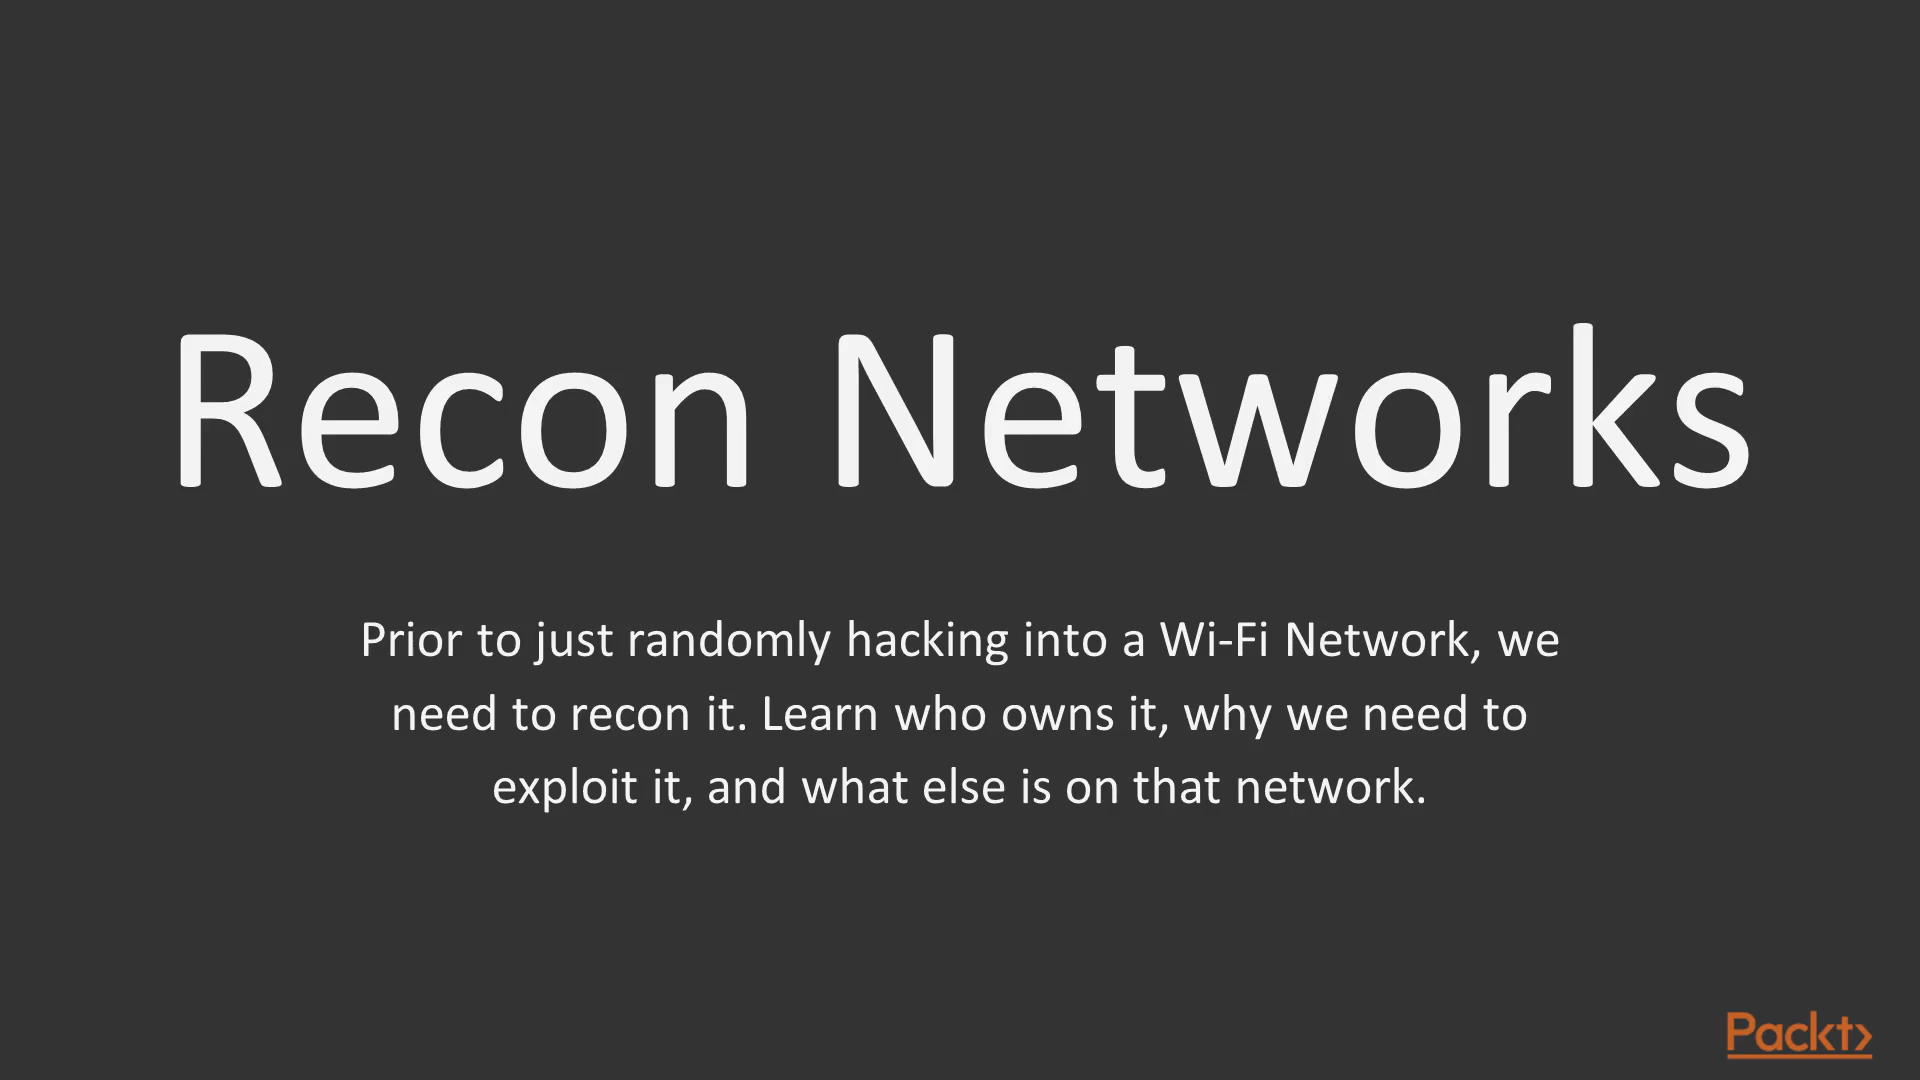 Recon Networks
Prior to just randomly hacking into a Wi-Fi Network, we
need to recon it. Learn who owns it, why we need to
exploit it, and what else is on that network.
Packt>